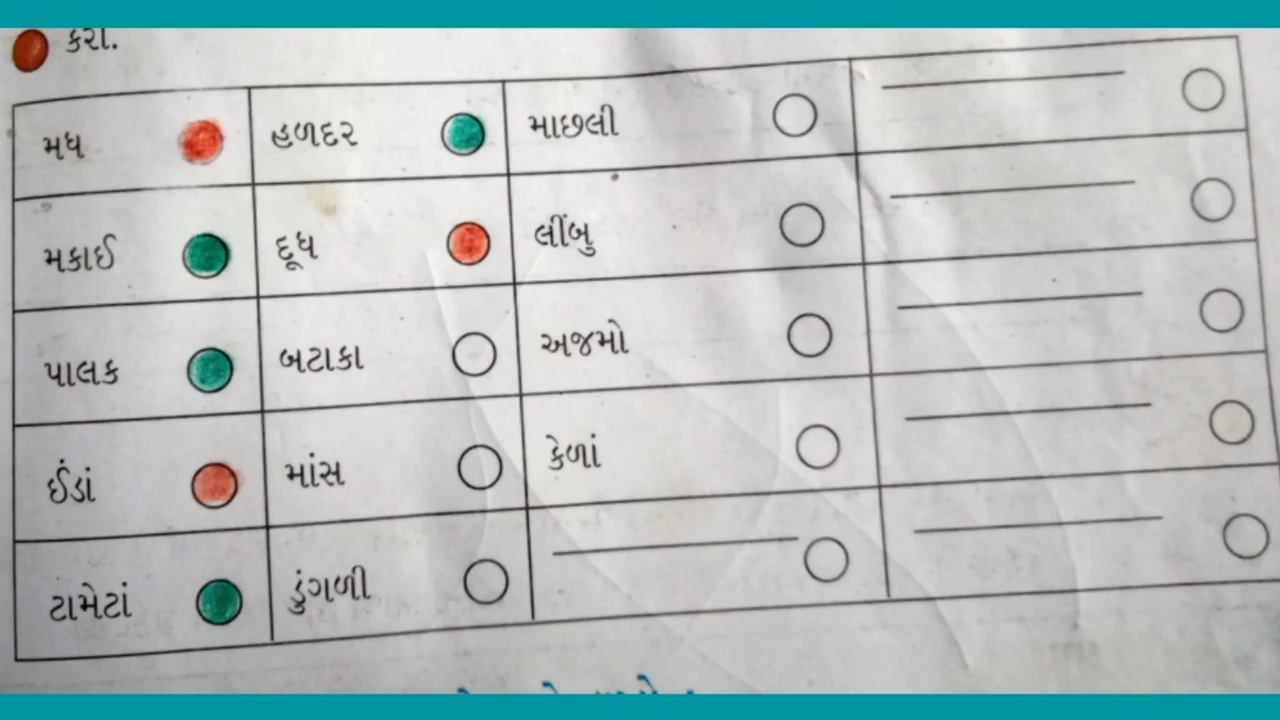 કરો.
મધ
હળદર
માછલી
મકાઈ
દૂધ
લીંબુ
પાલક
બટાકા
અજમો
ઈંડાં
માંસ
કેળાં
ટામેટાં
ડુંગળી